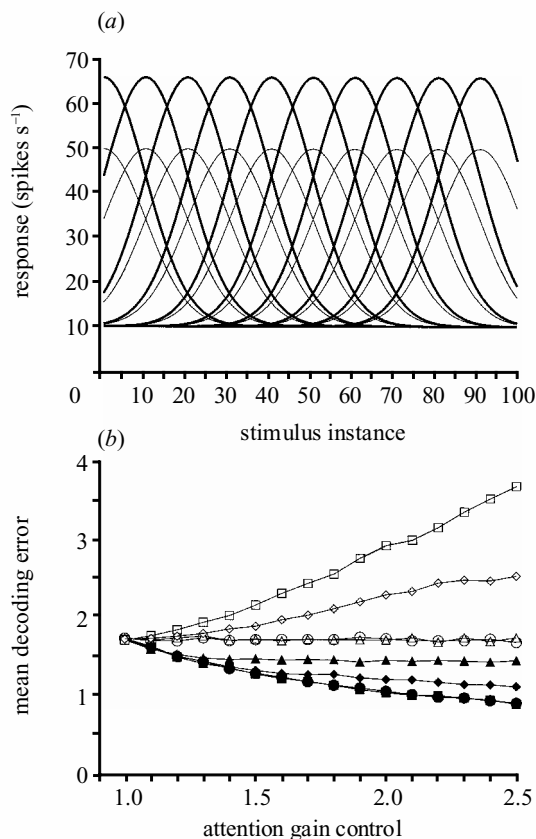 (a)
70
60
50
40
30
20
10
0
10 20 30 40 50 60 70 80 90 100
response (spikes s⁻¹)
stimulus instance
(b)
4
3
2
1
0
1.0 1.5 2.0 2.5
mean decoding error
attention gain control